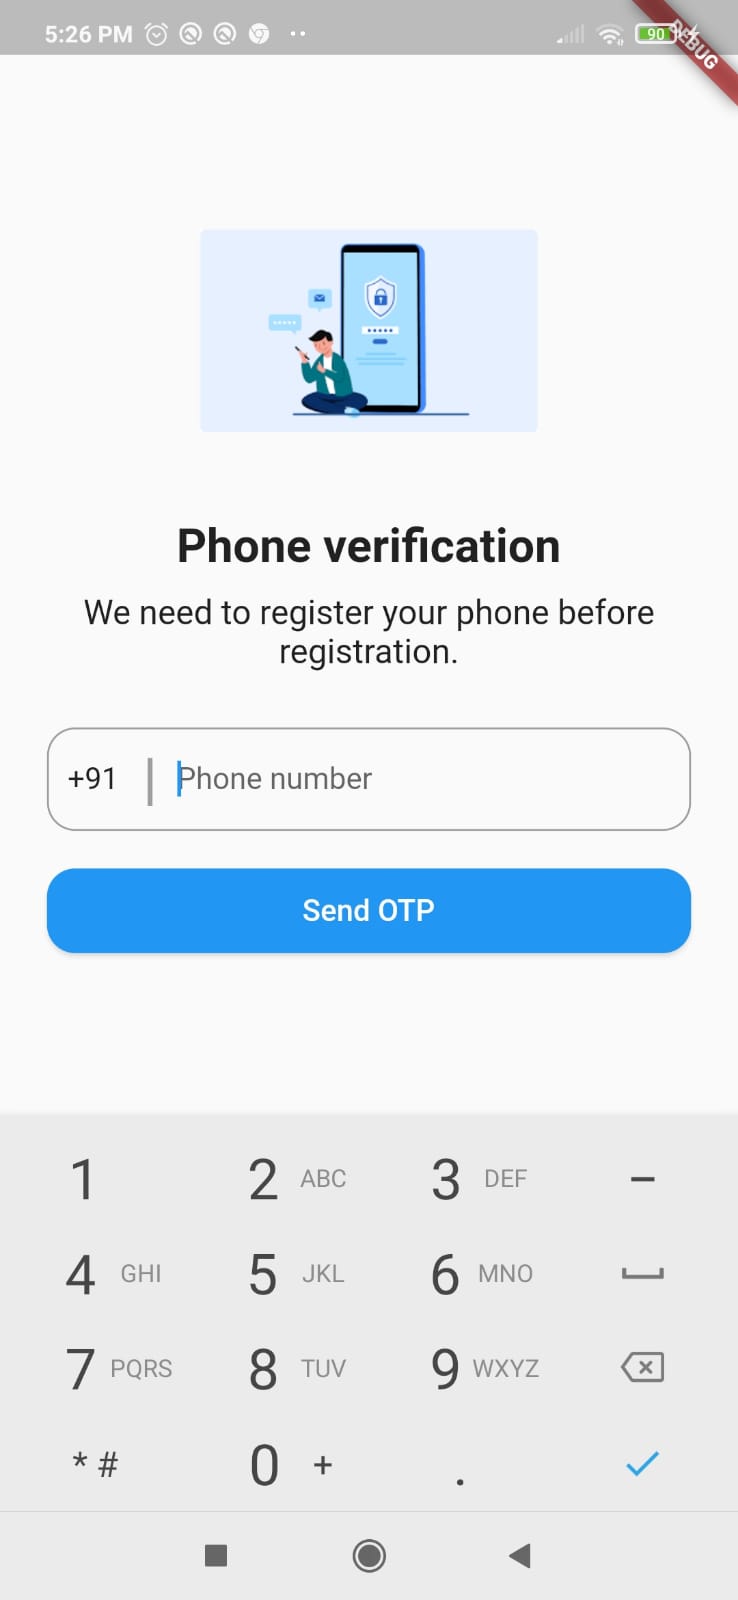 5:26 PM
90
DEBUG
Phone verification
We need to register your phone before
registration.
+91 Phone number
Send OTP
1 2 ABC 3 DEF –
4 GHI 5 JKL 6 MNO
7 PQRS 8 TUV 9 WXYZ
* # 0 + .